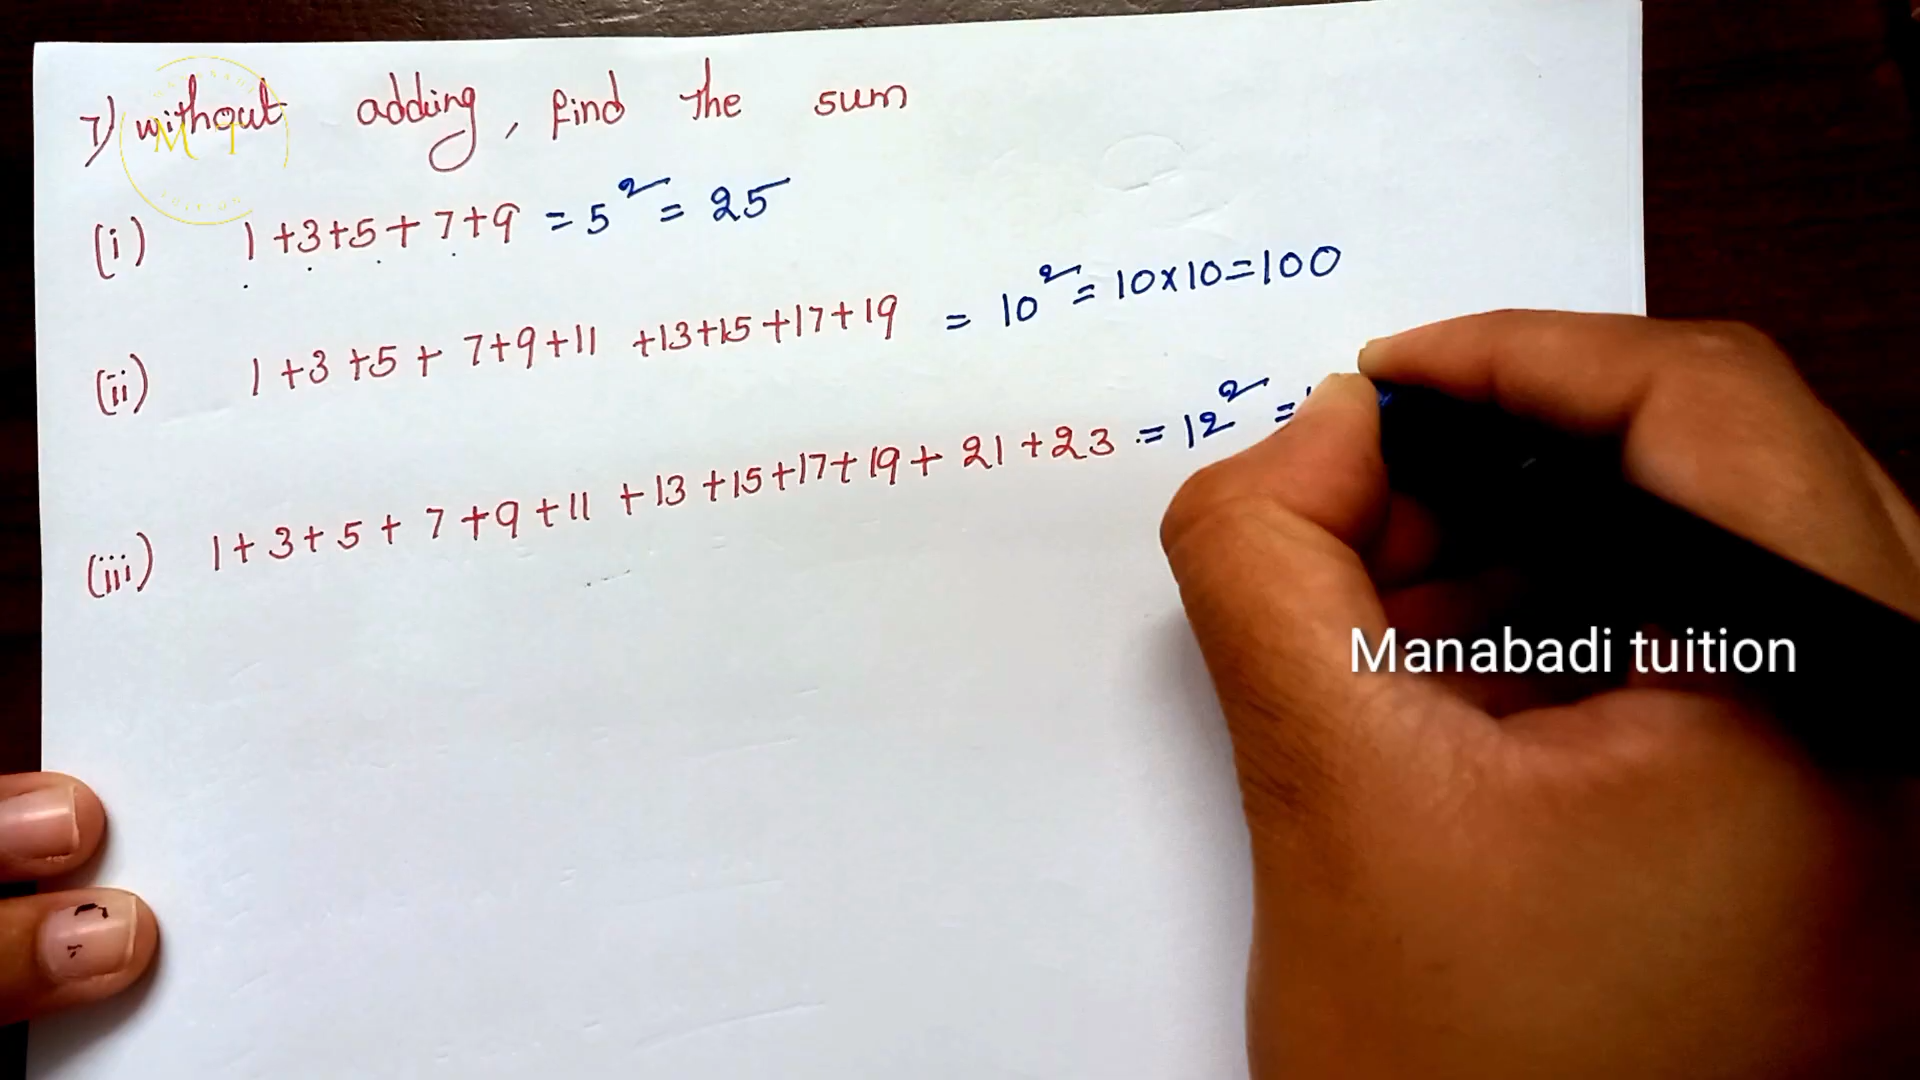 7) without adding, find the sum
(i) 1+3+5+7+9 = 5² = 25
(ii) 1+3+5+7+9+11+13+15+17+19 = 10² = 10×10=100
(iii) 1+3+5+7+9+11+13+15+17+19+21+23 = 12² =
Manabadi tuition